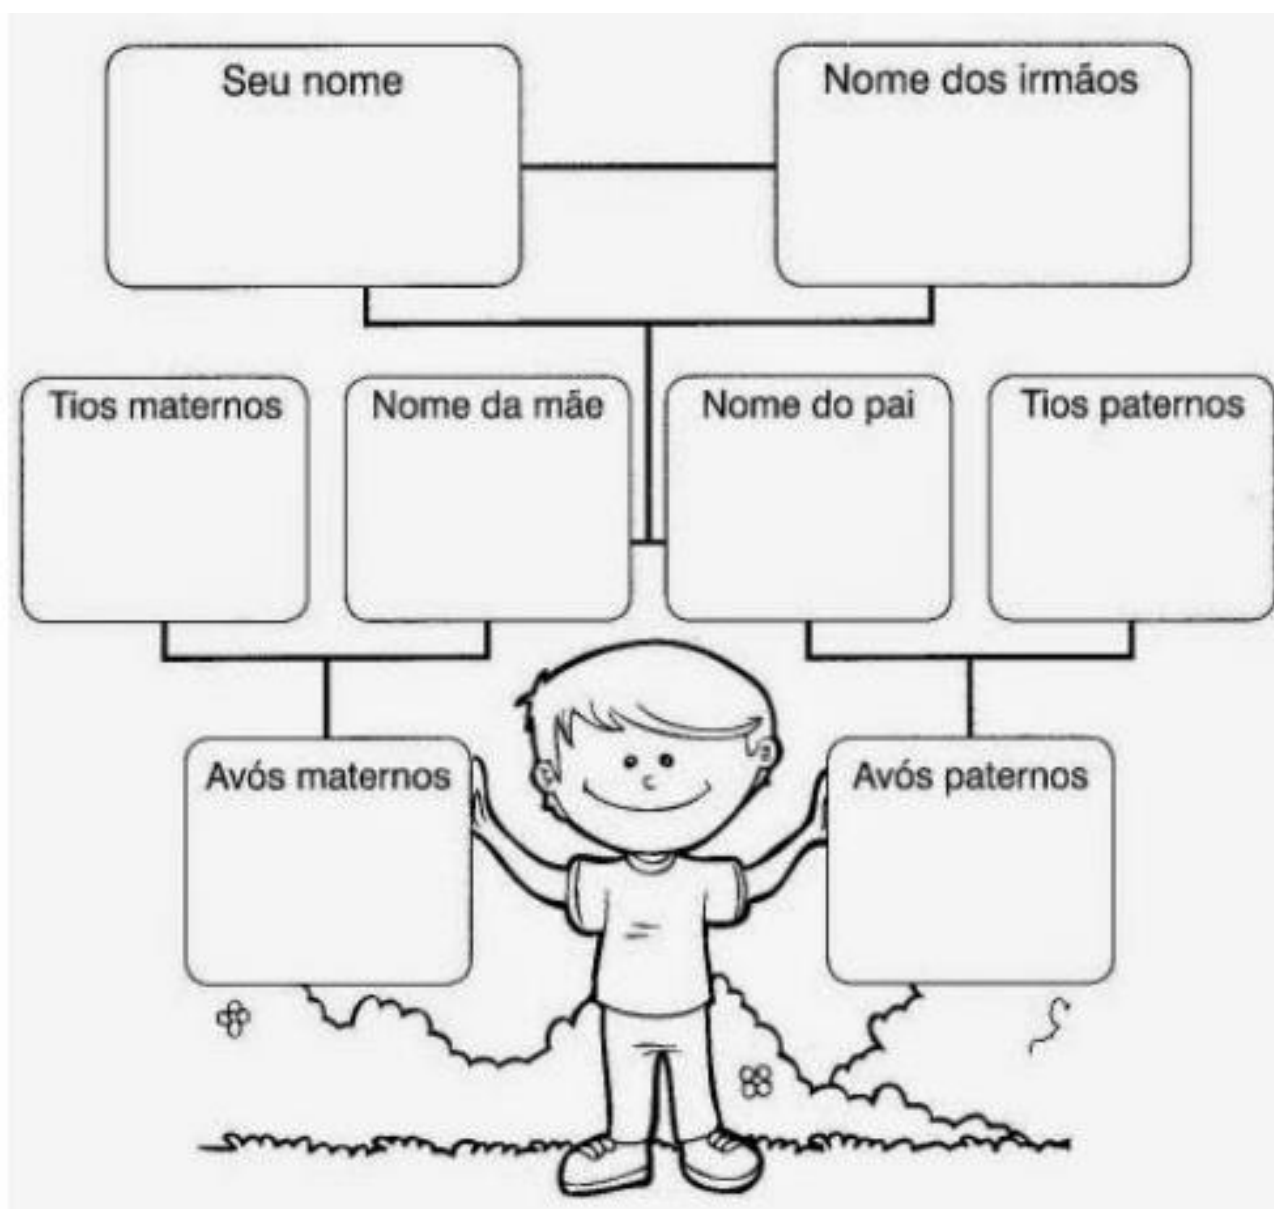 Seu nome
Nome dos irmãos
Tios maternos
Nome da mãe
Nome do pai
Tios paternos
Avós maternos
Avós paternos